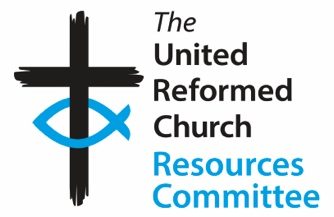 The
United
Reformed
Church
Resources
Committee